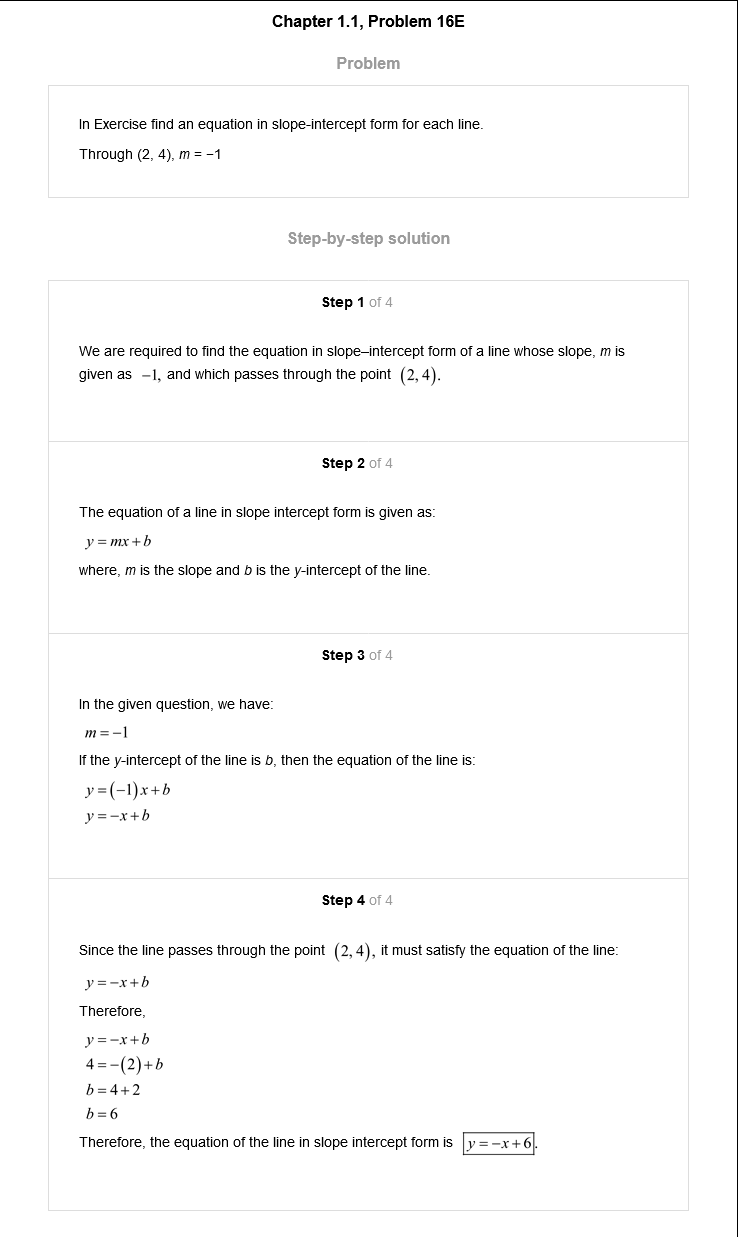 Chapter 1.1, Problem 16E
Problem
In Exercise find an equation in slope-intercept form for each line.
Through (2, 4), m = −1
Step-by-step solution
Step 1 of 4
We are required to find the equation in slope–intercept form of a line whose slope, m is
given as −1, and which passes through the point (2, 4).
Step 2 of 4
The equation of a line in slope intercept form is given as:
y = mx + b
where, m is the slope and b is the y-intercept of the line.
Step 3 of 4
In the given question, we have:
m = −1
If the y-intercept of the line is b, then the equation of the line is:
y = (−1)x + b
y = −x + b
Step 4 of 4
Since the line passes through the point (2, 4), it must satisfy the equation of the line:
y = −x + b
Therefore,
y = −x + b
4 = −(2) + b
b = 4 + 2
b = 6
Therefore, the equation of the line in slope intercept form is y = −x + 6.